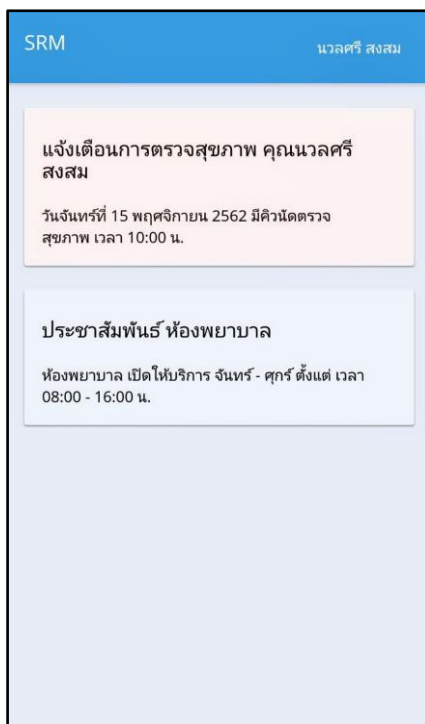 SRM
นวลศรี สงสม
แจ้งเตือนการตรวจสุขภาพ คุณนวลศรี
สงสม
วันจันทร์ที่ 15 พฤศจิกายน 2562 มีคิวนัดตรวจ
สุขภาพ เวลา 10:00 น.
ประชาสัมพันธ์ ห้องพยาบาล
ห้องพยาบาล เปิดให้บริการ จันทร์ - ศุกร์ ตั้งแต่ เวลา
08:00 - 16:00 น.